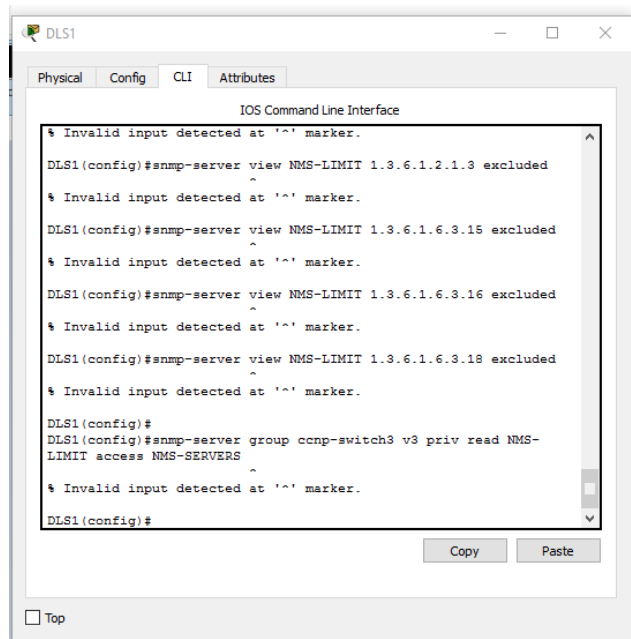 DLS1
Physical Config CLI Attributes
IOS Command Line Interface
% Invalid input detected at '^' marker.
DLS1(config)#snmp-server view NMS-LIMIT 1.3.6.1.2.1.3 excluded
^
% Invalid input detected at '^' marker.
DLS1(config)#snmp-server view NMS-LIMIT 1.3.6.1.6.3.15 excluded
^
% Invalid input detected at '^' marker.
DLS1(config)#snmp-server view NMS-LIMIT 1.3.6.1.6.3.16 excluded
^
% Invalid input detected at '^' marker.
DLS1(config)#snmp-server view NMS-LIMIT 1.3.6.1.6.3.18 excluded
^
% Invalid input detected at '^' marker.
DLS1(config)#
DLS1(config)#snmp-server group ccnp-switch3 v3 priv read NMS-
LIMIT access NMS-SERVERS
^
% Invalid input detected at '^' marker.
DLS1(config)#
Copy Paste
Top